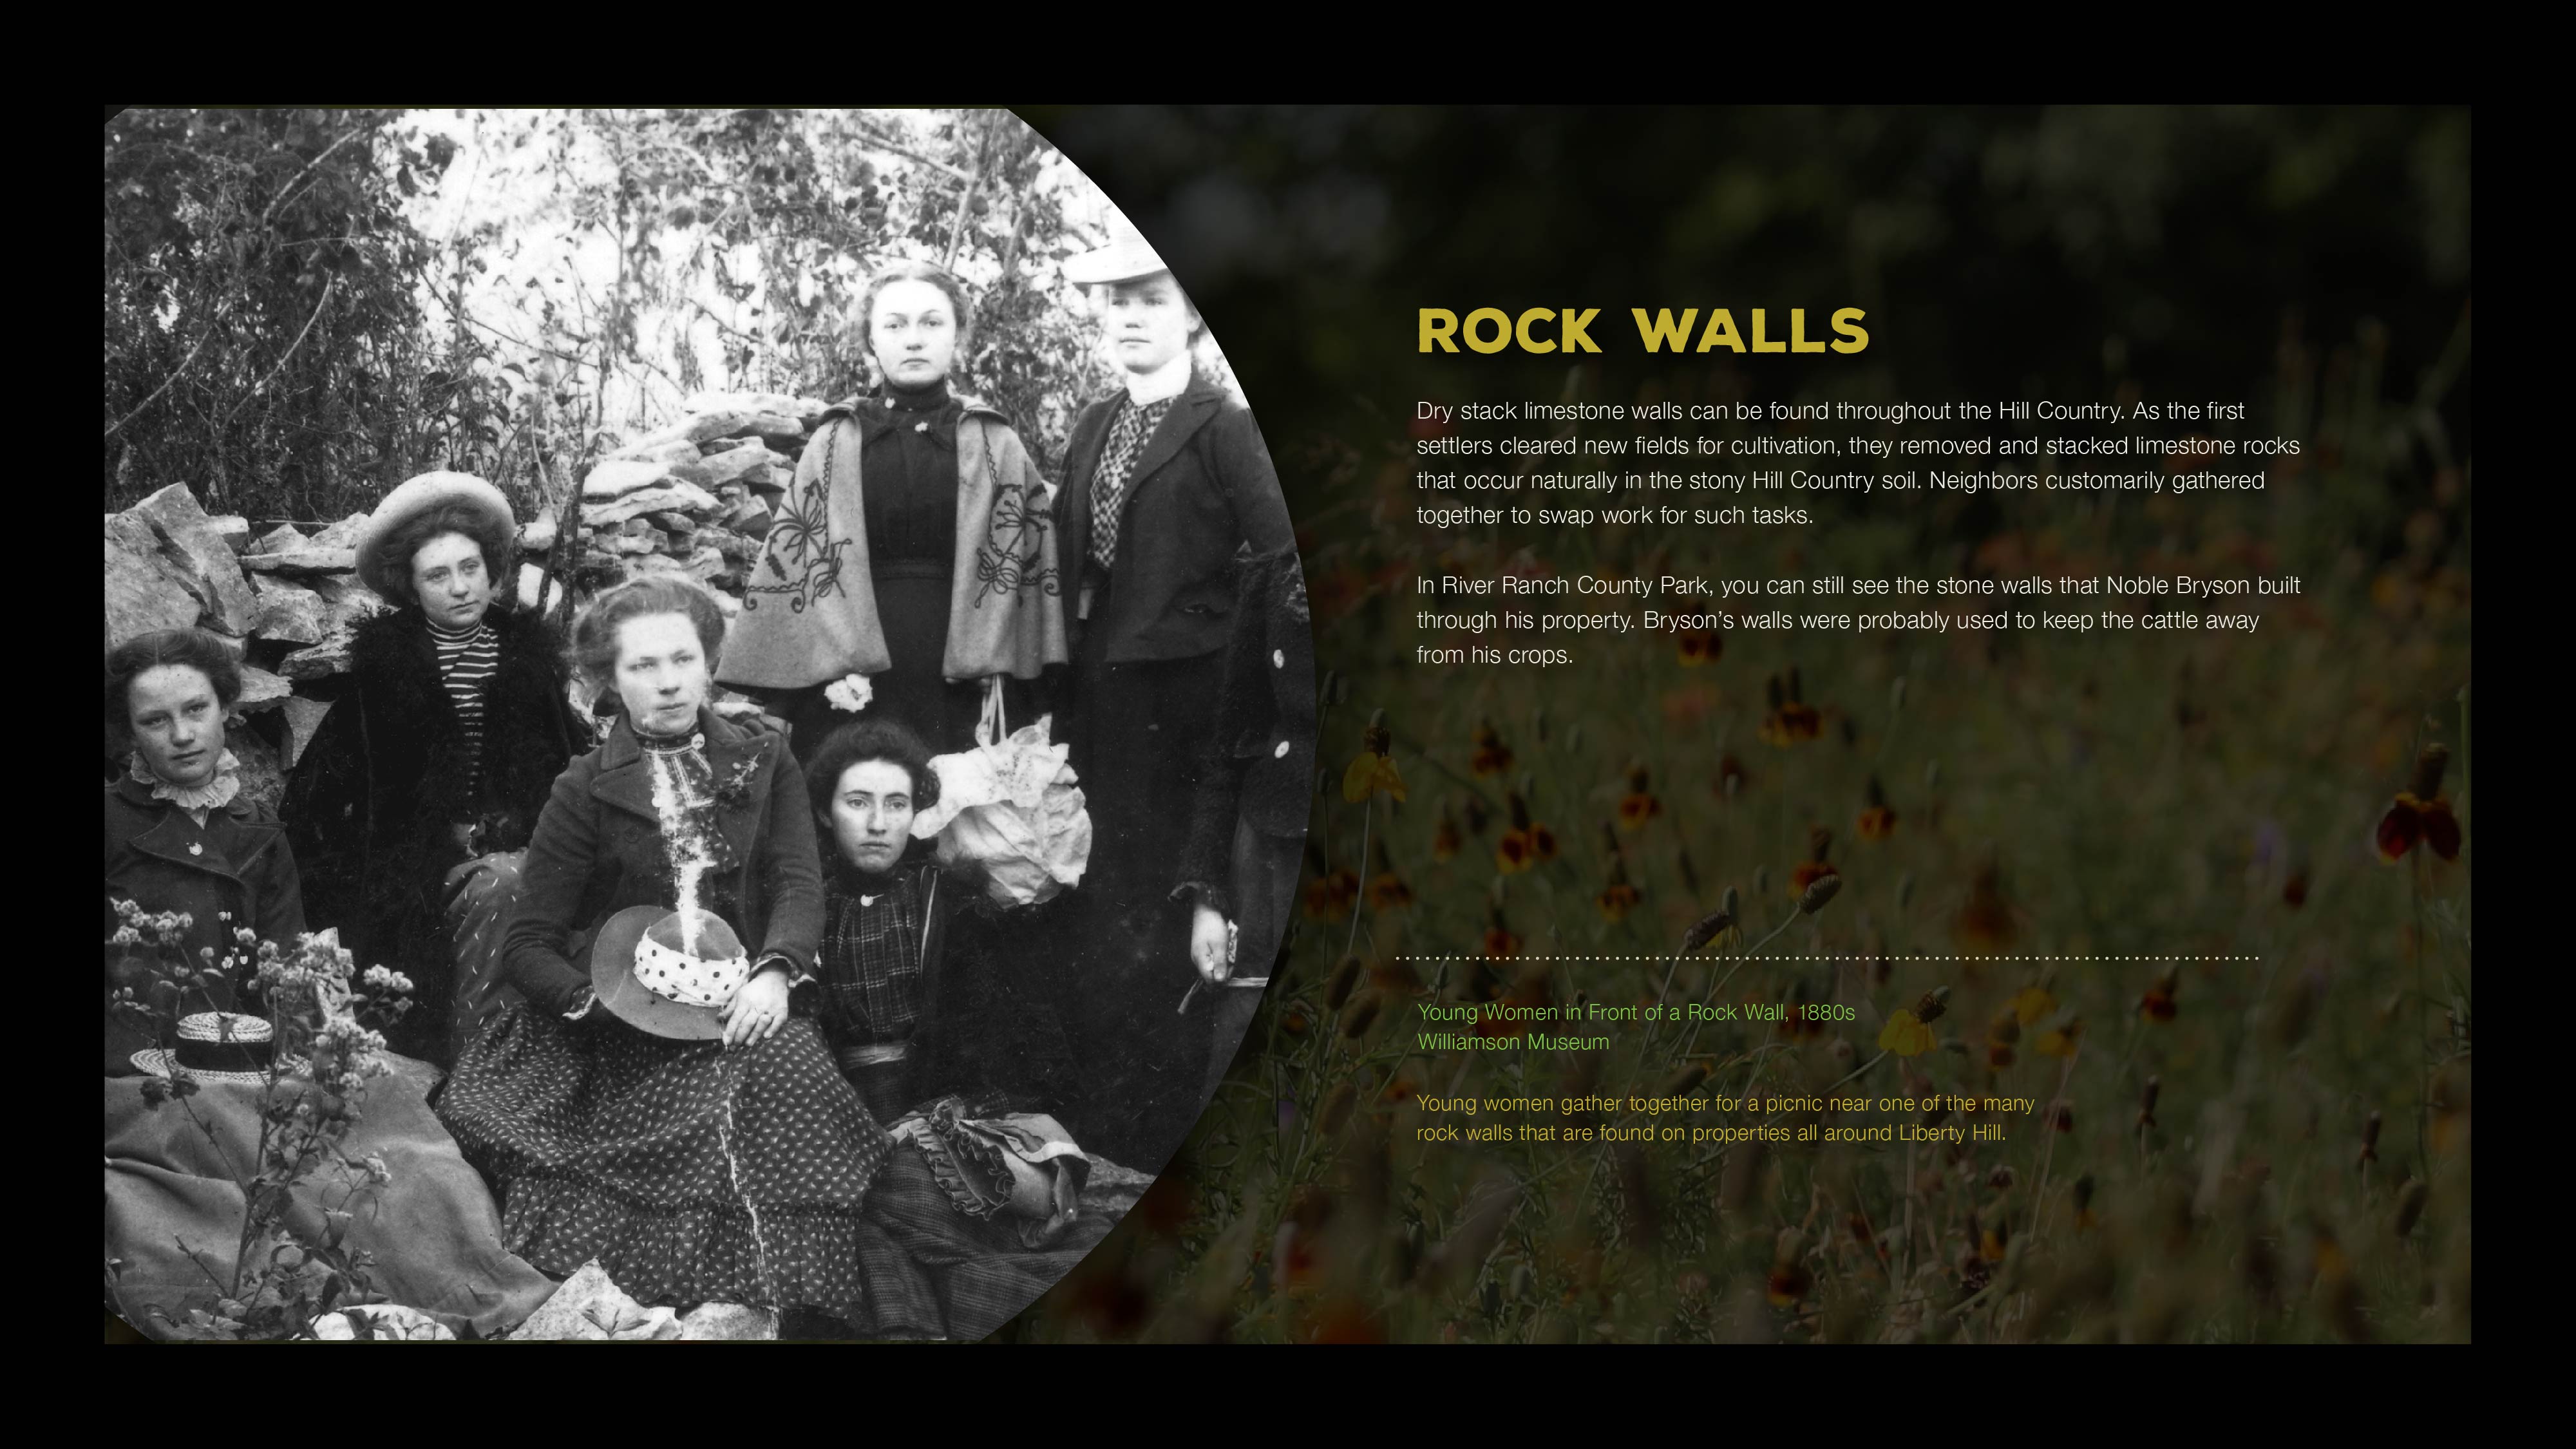 ROCK WALLS
Dry stack limestone walls can be found throughout the Hill Country. As the first
settlers cleared new fields for cultivation, they removed and stacked limestone rocks
that occur naturally in the stony Hill Country soil. Neighbors customarily gathered
together to swap work for such tasks.
In River Ranch County Park, you can still see the stone walls that Noble Bryson built
through his property. Bryson’s walls were probably used to keep the cattle away
from his crops.
Young Women in Front of a Rock Wall, 1880s
Williamson Museum
Young women gather together for a picnic near one of the many
rock walls that are found on properties all around Liberty Hill.